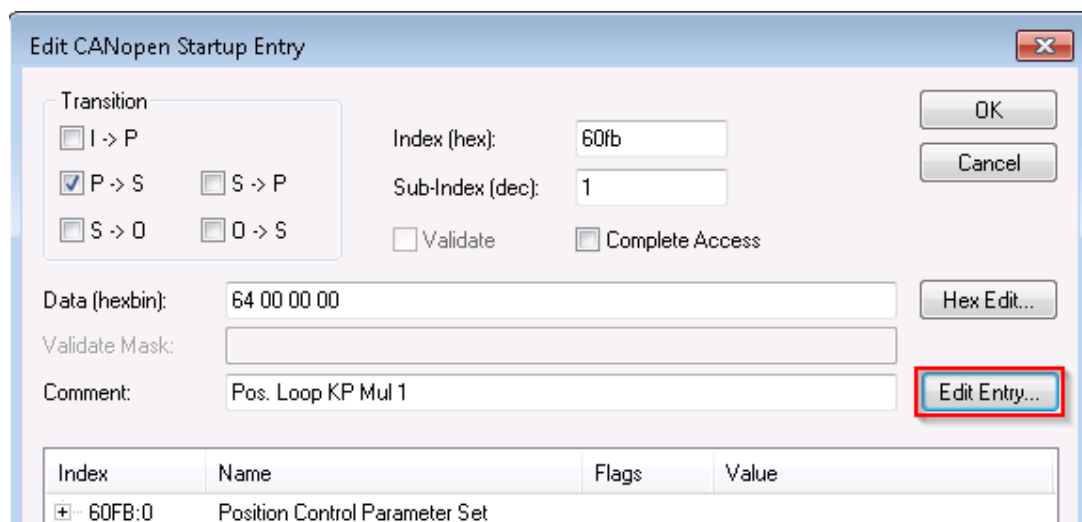 Edit CANopen Startup Entry
Transition
I -> P
P -> S
S -> P
S -> O
O -> S
Index (hex):
60fb
Sub-Index (dec):
1
Validate
Complete Access
OK
Cancel
Data (hexbin):
64 00 00 00
Hex Edit...
Validate Mask:
Comment:
Pos. Loop KP Mul 1
Edit Entry...
Index Name Flags Value
60FB:0 Position Control Parameter Set